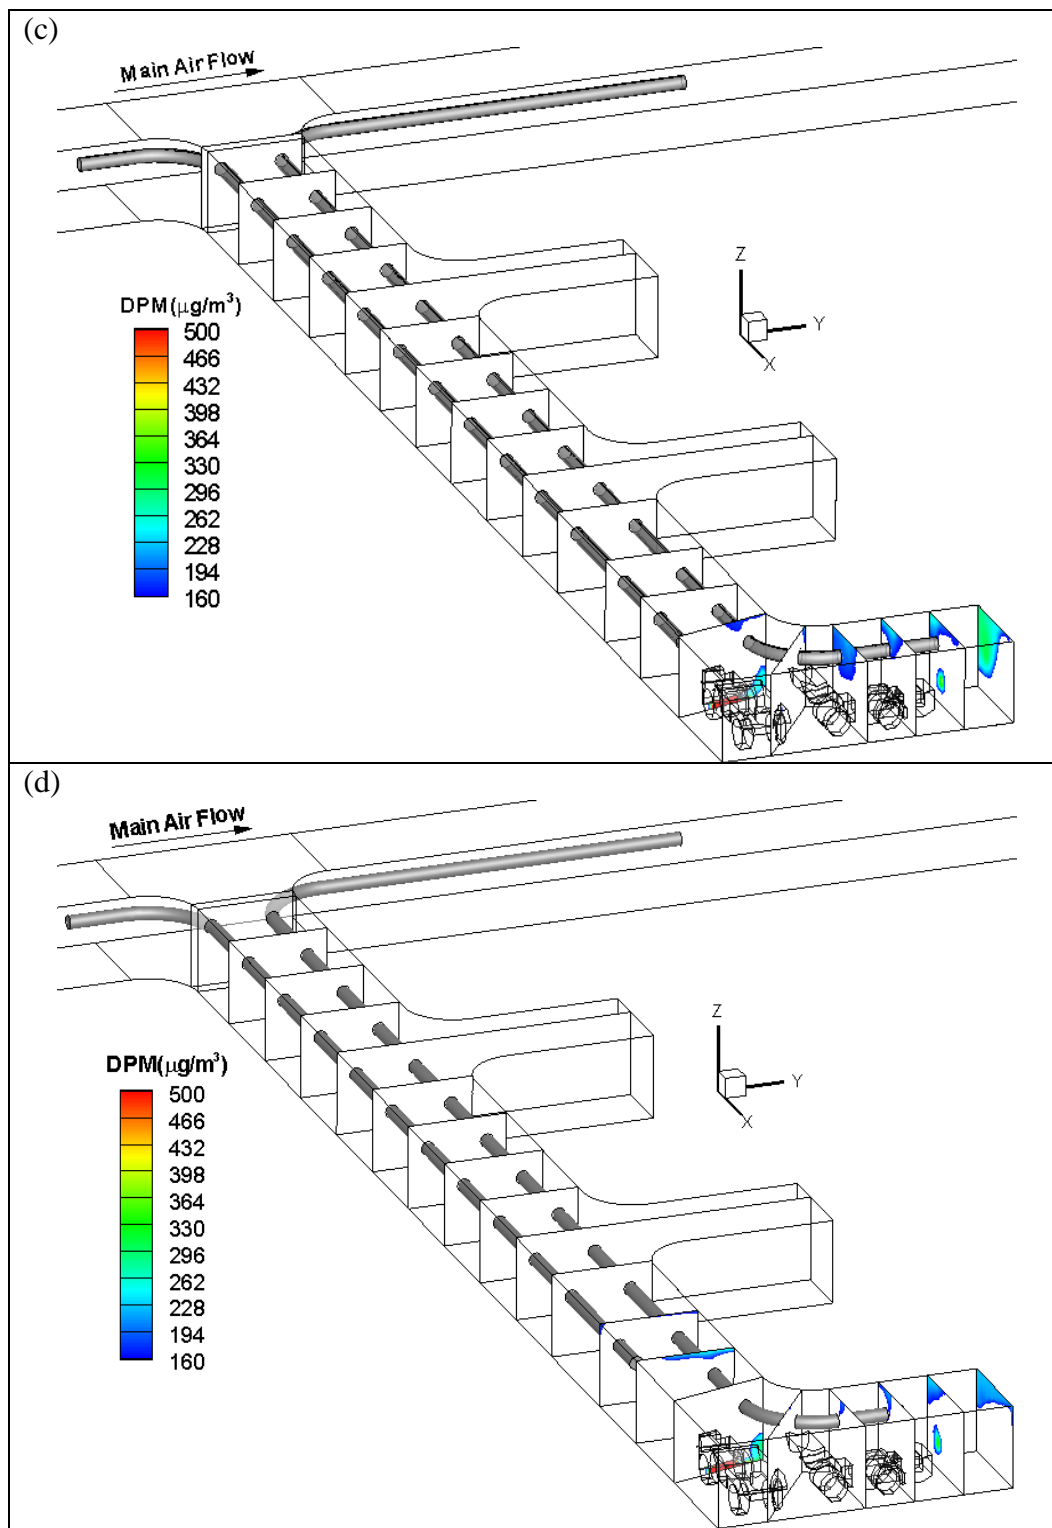 (c)
Main Air Flow
Z
Y
X
DPM(μg/m³)
500
466
432
398
364
330
296
262
228
194
160
(d)
Main Air Flow
Z
Y
X
DPM(μg/m³)
500
466
432
398
364
330
296
262
228
194
160